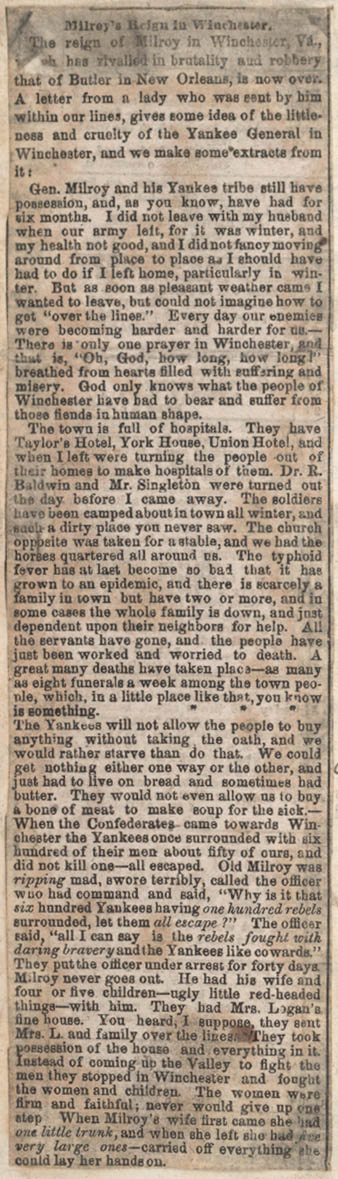 Milroy's Reign in Winchester.
The reign of Milroy in Winchester, Va.,
has rivalled in brutality and robbery
that of Butler in New Orleans, is now over.
A letter from a lady who was sent by him
within our lines, gives some idea of the little-
ness and cruelty of the Yankee General in
Winchester, and we make some extracts from
it:
Gen. Milroy and his Yankee tribe still have
possession, and, as you know, have had for
six months. I did not leave with my husband
when our army left, for it was winter, and
my health not good, and I did not fancy moving
around from place to place as I should have
had to do if I left home, particularly in win-
ter. But as soon as pleasant weather came I
wanted to leave, but could not imagine how to
get "over the lines." Every day our enemies
were becoming harder and harder for us.—
There is only one prayer in Winchester, and
that is, "Oh, God, how long, how long!"
breathed from hearts filled with suffering and
misery. God only knows what the people of
Winchester have had to bear and suffer from
those fiends in human shape.
The town is full of hospitals. They have
Taylor's Hotel, York House, Union Hotel, and
when I left were turning the people out of
their homes to make hospitals of them. Dr. R.
Baldwin and Mr. Singleton were turned out
the day before I came away. The soldiers
have been camped about in town all winter, and
such a dirty place you never saw. The church
opposite was taken for a stable, and we had the
horses quartered all around us. The typhoid
fever has at last become so bad that it has
grown to an epidemic, and there is scarcely a
family in town but have two or more, and in
some cases the whole family is down, and just
dependent upon their neighbors for help. All
the servants have gone, and the people have
just been worked and worried to death. A
great many deaths have taken place—as many
as eight funerals a week among the town peo-
ple, which, in a little place like that, you know
is something. * * *
The Yankees will not allow the people to buy
anything without taking the oath, and we
would rather starve than do that. We could
get nothing either one way or the other, and
just had to live on bread and sometimes had
butter. They would not even allow us to buy
a bone of meat to make soup for the sick.—
When the Confederates came towards Win-
chester the Yankees once surrounded with six
hundred of their men about fifty of ours, and
did not kill one—all escaped. Old Milroy was
ripping mad, swore terribly, called the officer
who had command and said, "Why is it that
six hundred Yankees having one hundred rebels
surrounded, let them all escape?" The officer
said, "all I can say is the rebels fought with
daring bravery and the Yankees like cowards."
They put the officer under arrest for forty days.
Milroy never goes out. He had his wife and
four or five children—ugly little red-headed
things—with him. They had Mrs. Logan's
fine house. You heard, I suppose, they sent
Mrs. L. and family over the lines. They took
possession of the house and everything in it.
Instead of coming up the Valley to fight the
men they stopped in Winchester and fought
the women and children. The women were
firm and faithful; never would give up one
step When Milroy's wife first came she had
one little trunk, and when she left she had five
very large ones—carried off everything she
could lay her hands on.